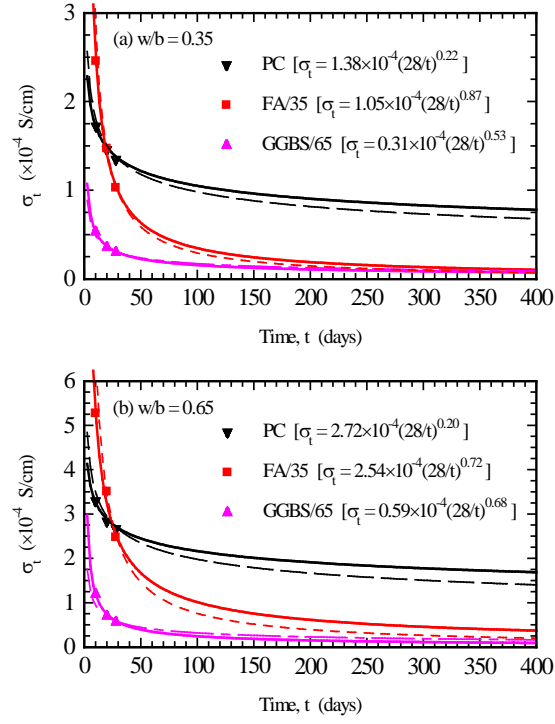 3
(a) w/b = 0.35
PC [σt = 1.38×10⁻⁴(28/t)^0.22 ]
FA/35 [σt = 1.05×10⁻⁴(28/t)^0.87 ]
GGBS/65 [σt = 0.31×10⁻⁴(28/t)^0.53 ]
2
1
0
σt (×10⁻⁴ S/cm)
0 50 100 150 200 250 300 350 400
Time, t (days)
6
(b) w/b = 0.65
PC [σt = 2.72×10⁻⁴(28/t)^0.20 ]
FA/35 [σt = 2.54×10⁻⁴(28/t)^0.72 ]
GGBS/65 [σt = 0.59×10⁻⁴(28/t)^0.68 ]
5
4
3
2
1
0
σt (×10⁻⁴ S/cm)
0 50 100 150 200 250 300 350 400
Time, t (days)